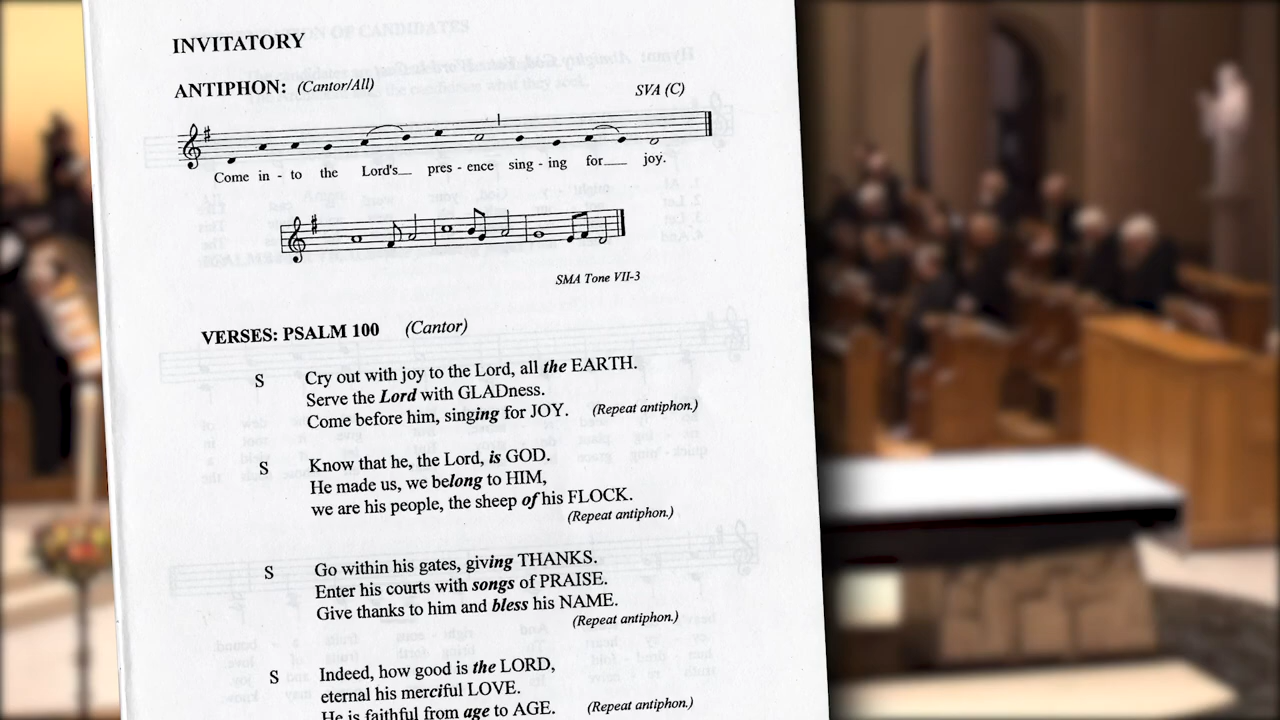 INVITATORY
ANTIPHON: (Cantor/All) SVA (C)
Come in - to the Lord's__ pres - ence sing - ing for___ joy.
SMA Tone VII-3
VERSES: PSALM 100 (Cantor)
S Cry out with joy to the Lord, all the EARTH.
Serve the Lord with GLADness.
Come before him, singing for JOY. (Repeat antiphon.)
S Know that he, the Lord, is GOD.
He made us, we belong to HIM,
we are his people, the sheep of his FLOCK.
(Repeat antiphon.)
S Go within his gates, giving THANKS.
Enter his courts with songs of PRAISE.
Give thanks to him and bless his NAME.
(Repeat antiphon.)
S Indeed, how good is the LORD,
eternal his merciful LOVE.
He is faithful from age to AGE. (Repeat antiphon.)